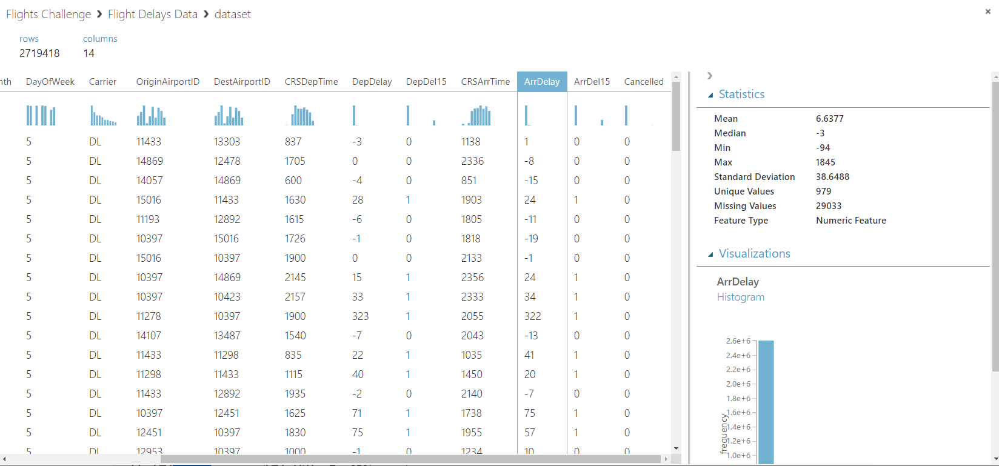 Flights Challenge › Flight Delays Data › dataset
×
rows columns
2719418 14
nth DayOfWeek Carrier OriginAirportID DestAirportID CRSDepTime DepDelay DepDel15 CRSArrTime ArrDelay ArrDel15 Cancelled
5 DL 11433 13303 837 -3 0 1138 1 0 0
5 DL 14869 12478 1705 0 0 2336 -8 0 0
5 DL 14057 14869 600 -4 0 851 -15 0 0
5 DL 15016 11433 1630 28 1 1903 24 1 0
5 DL 11193 12892 1615 -6 0 1805 -11 0 0
5 DL 10397 15016 1726 -1 0 1818 -19 0 0
5 DL 15016 10397 1900 0 0 2133 -1 0 0
5 DL 10397 14869 2145 15 1 2356 24 1 0
5 DL 10397 10423 2157 33 1 2333 34 1 0
5 DL 11278 10397 1900 323 1 2055 322 1 0
5 DL 14107 13487 1540 -7 0 2043 -13 0 0
5 DL 11433 11298 835 22 1 1035 41 1 0
5 DL 11298 11433 1115 40 1 1450 20 1 0
5 DL 11433 12892 1935 -2 0 2140 -7 0 0
5 DL 10397 12451 1625 71 1 1738 75 1 0
5 DL 12451 10397 1830 75 1 1955 57 1 0
5 DL 12953 10397 1000 -1 0 1234 10 0 0
Statistics
Mean 6.6377
Median -3
Min -94
Max 1845
Standard Deviation 38.6488
Unique Values 979
Missing Values 29033
Feature Type Numeric Feature
Visualizations
ArrDelay
Histogram
2.6e+6
2.4e+6
2.2e+6
2.0e+6
1.8e+6
1.6e+6
1.4e+6
1.2e+6
1.0e+6
frequency